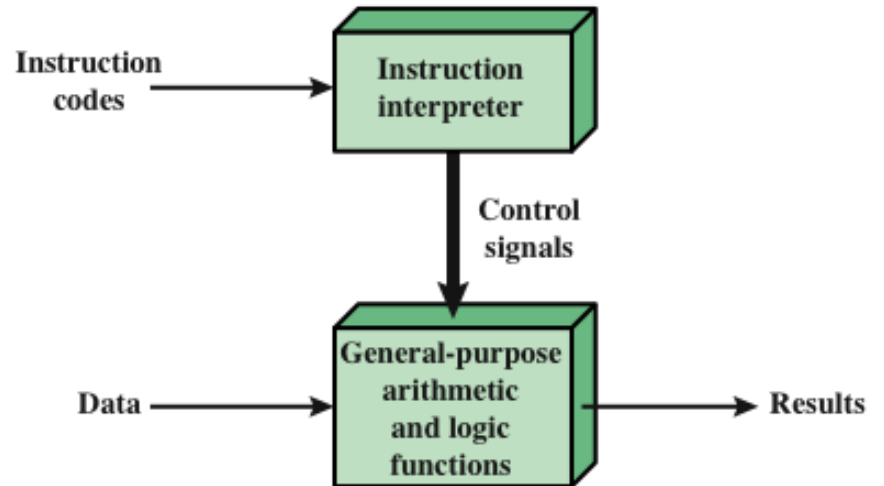 Instruction
codes
Instruction
interpreter
Control
signals
Data
General-purpose
arithmetic
and logic
functions
Results